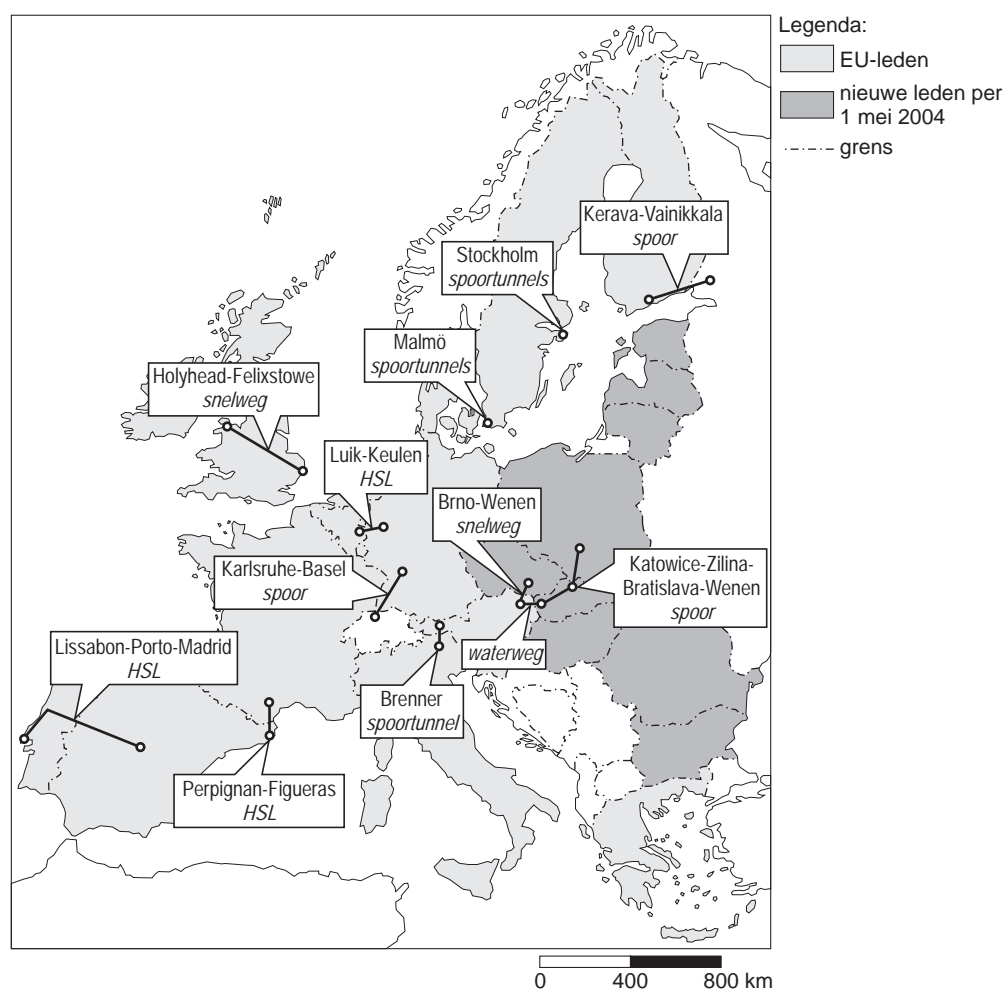 Legenda:
EU-leden
nieuwe leden per
1 mei 2004
grens
Kerava-Vainikkala
spoor
Stockholm
spoortunnels
Malmö
spoortunnels
Holyhead-Felixstowe
snelweg
Luik-Keulen
HSL
Brno-Wenen
snelweg
Karlsruhe-Basel
spoor
Katowice-Zilina-
Bratislava-Wenen
spoor
Lissabon-Porto-Madrid
HSL
waterweg
Brenner
spoortunnel
Perpignan-Figueras
HSL
0 400 800 km